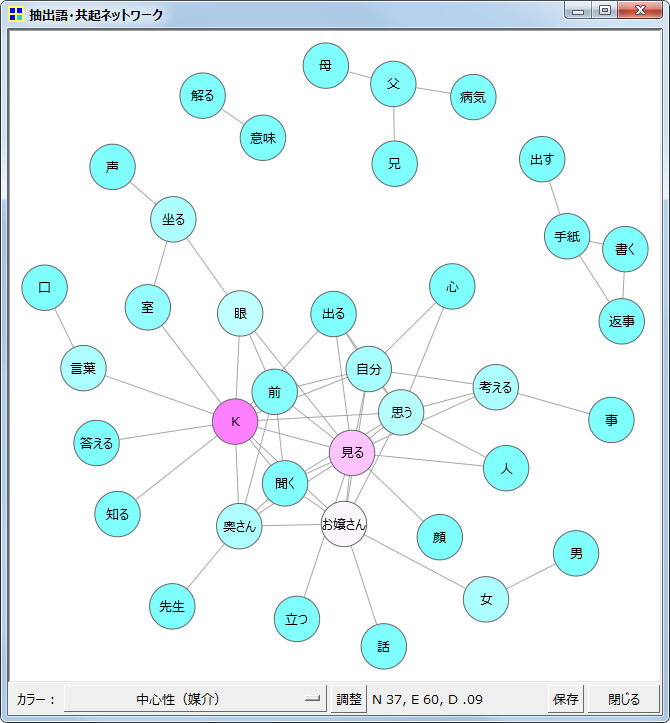 抽出語・共起ネットワーク
母
父
解る
病気
意味
出す
声
兄
坐る
手紙
書く
口
室
眼
出る
心
返事
言葉
自分
前
考える
K
思う
事
答える
見る
人
聞く
知る
奥さん
お嬢さん
顔
男
先生
女
立つ
話
カラー：
中心性（媒介）
調整
N 37, E 60, D .09
保存
閉じる